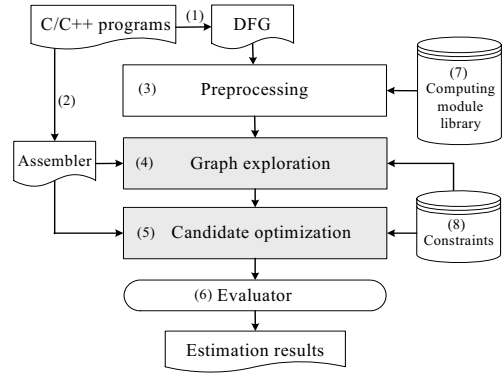 C/C++ programs
(1)
DFG
(2)
(3) Preprocessing
(7)
Computing
module
library
Assembler
(4) Graph exploration
(5) Candidate optimization
(8)
Constraints
(6) Evaluator
Estimation results